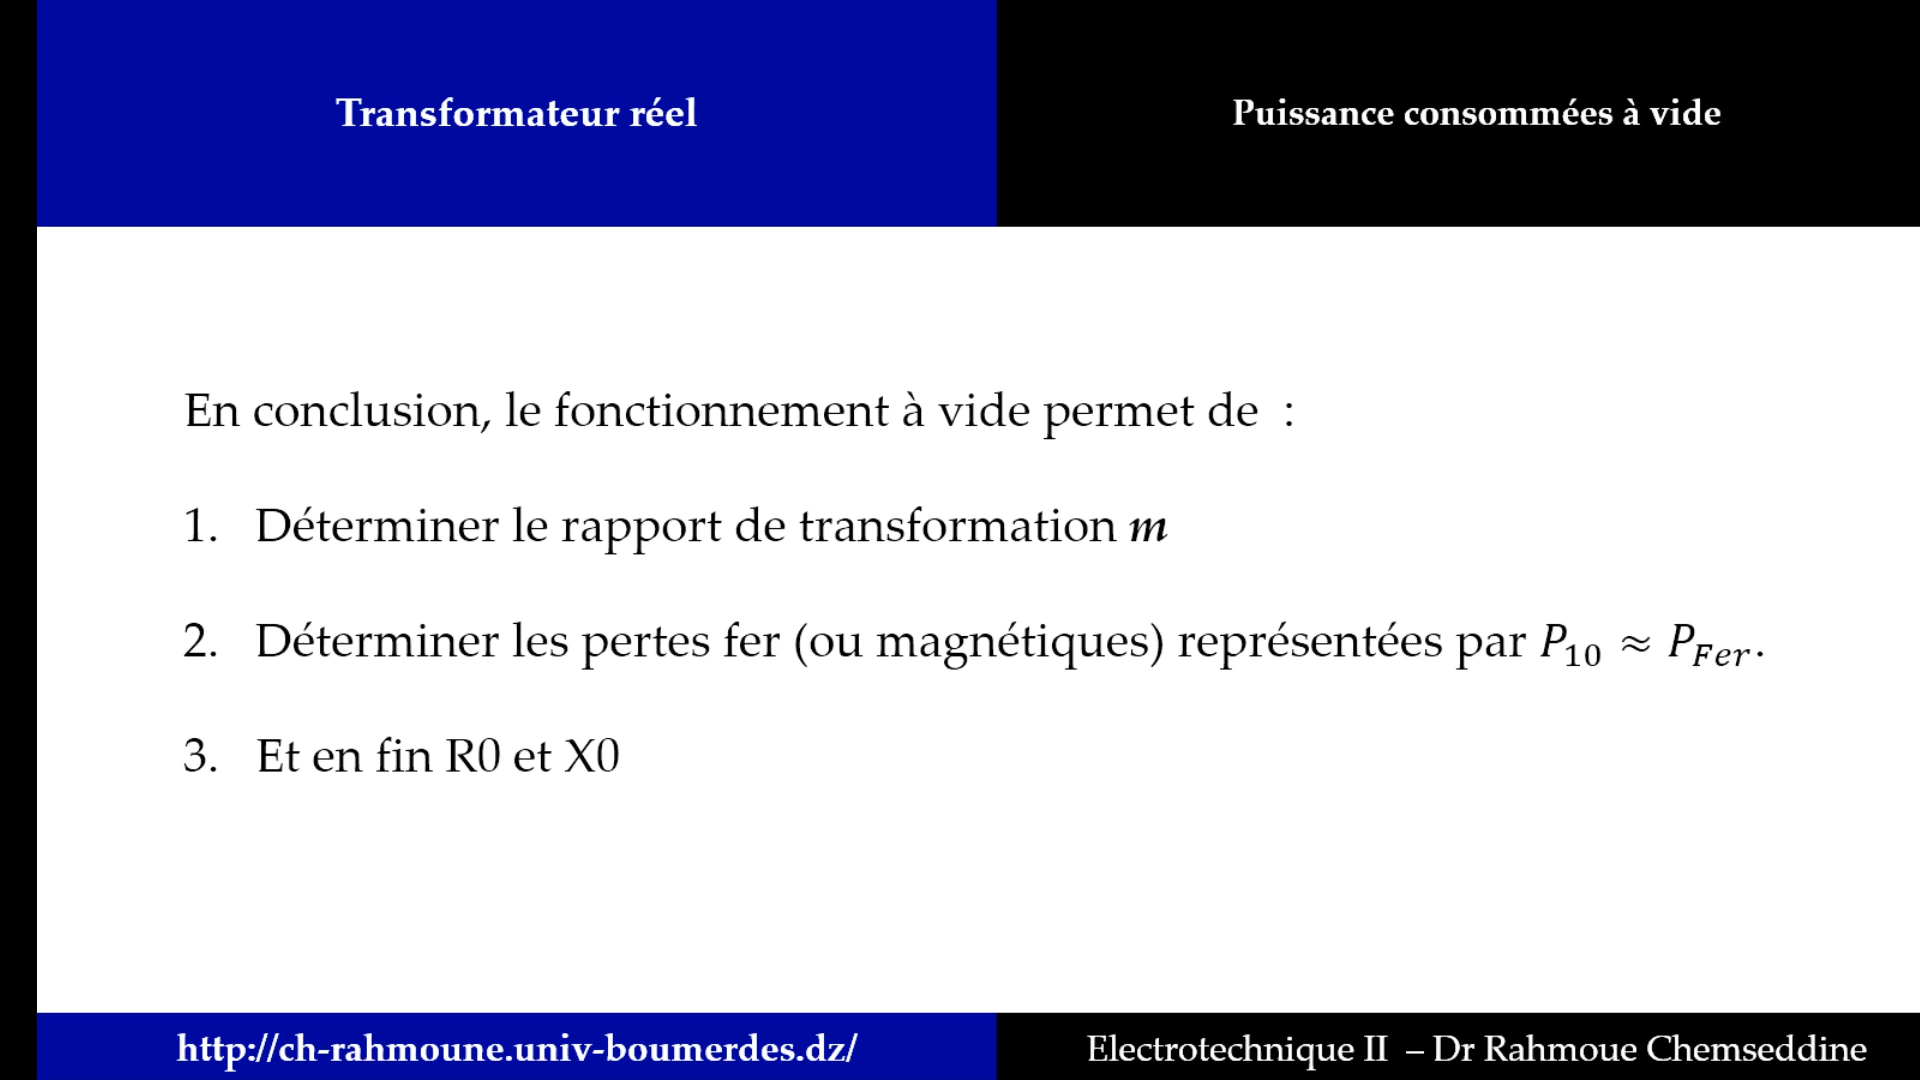 Transformateur réel
Puissance consommées à vide
En conclusion, le fonctionnement à vide permet de :
1. Déterminer le rapport de transformation m
2. Déterminer les pertes fer (ou magnétiques) représentées par P₁₀ ≈ P_Fer.
3. Et en fin R0 et X0
http://ch-rahmoune.univ-boumerdes.dz/
Electrotechnique II – Dr Rahmoue Chemseddine